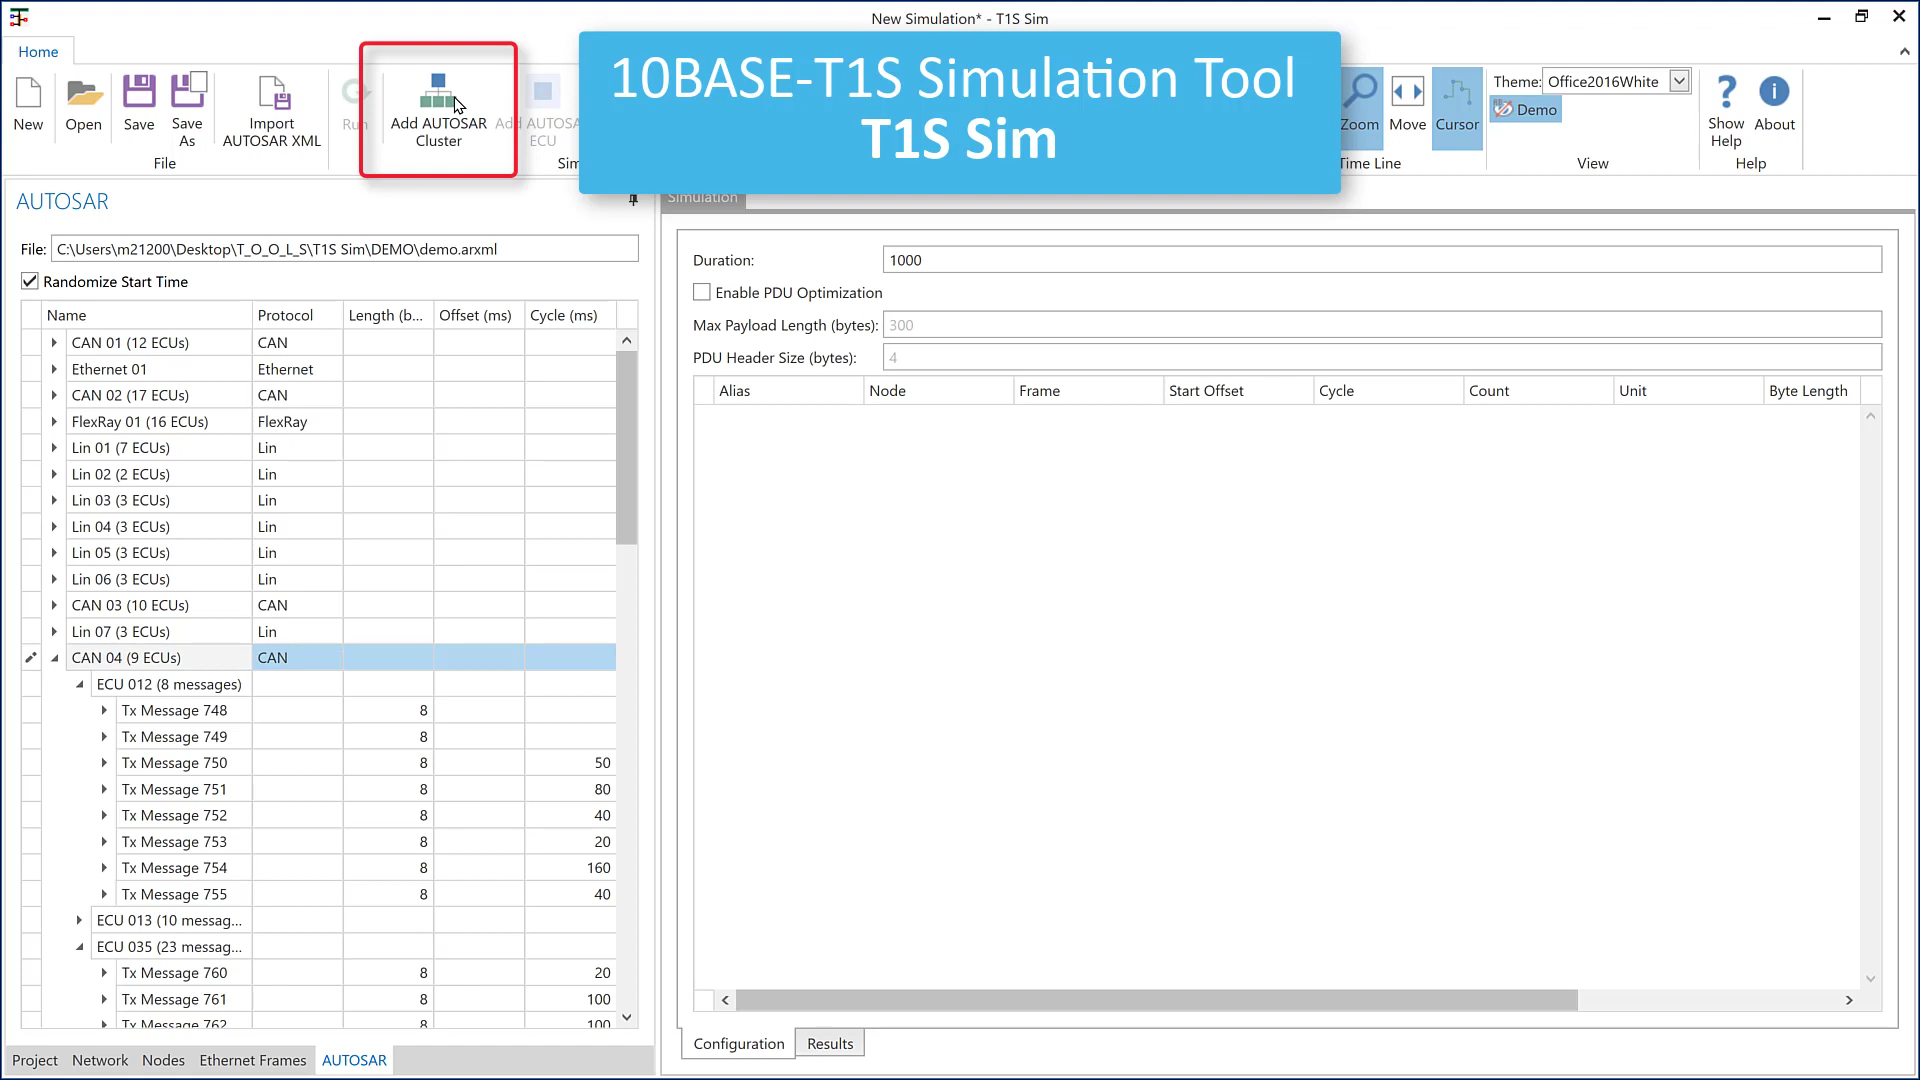 New Simulation* - T1S Sim
Home
10BASE-T1S Simulation Tool
T1S Sim
New
Open
Save
Save As
Import AUTOSAR XML
File
Run
Add AUTOSAR Cluster
Add AUTOSA
ECU
Sim
Zoom
Move
Cursor
Time Line
Theme: Office2016White
Demo
View
Show Help
About
Help
AUTOSAR
File: C:\Users\m21200\Desktop\T_O_O_L_S\T1S Sim\DEMO\demo.arxml
Randomize Start Time
Name Protocol Length (b... Offset (ms) Cycle (ms)
CAN 01 (12 ECUs) CAN
Ethernet 01 Ethernet
CAN 02 (17 ECUs) CAN
FlexRay 01 (16 ECUs) FlexRay
Lin 01 (7 ECUs) Lin
Lin 02 (2 ECUs) Lin
Lin 03 (3 ECUs) Lin
Lin 04 (3 ECUs) Lin
Lin 05 (3 ECUs) Lin
Lin 06 (3 ECUs) Lin
CAN 03 (10 ECUs) CAN
Lin 07 (3 ECUs) Lin
CAN 04 (9 ECUs) CAN
ECU 012 (8 messages)
Tx Message 748 8
Tx Message 749 8
Tx Message 750 8 50
Tx Message 751 8 80
Tx Message 752 8 40
Tx Message 753 8 20
Tx Message 754 8 160
Tx Message 755 8 40
ECU 013 (10 messag...
ECU 035 (23 messag...
Tx Message 760 8 20
Tx Message 761 8 100
Tx Message 762 8 100
Project Network Nodes Ethernet Frames AUTOSAR
Simulation
Duration: 1000
Enable PDU Optimization
Max Payload Length (bytes): 300
PDU Header Size (bytes): 4
Alias Node Frame Start Offset Cycle Count Unit Byte Length
Configuration Results